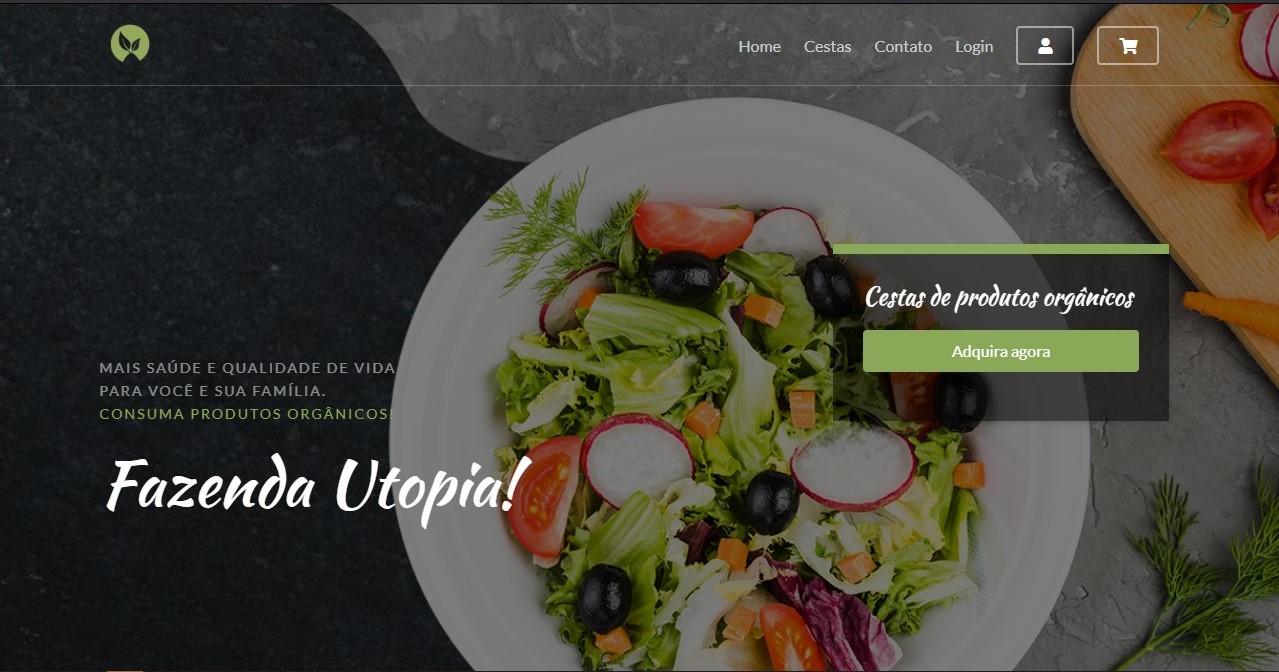 Home Cestas Contato Login
Cestas de produtos orgânicos
Adquira agora
MAIS SAÚDE E QUALIDADE DE VIDA
PARA VOCÊ E SUA FAMÍLIA.
CONSUMA PRODUTOS ORGÂNICOS!
Fazenda Utopia!